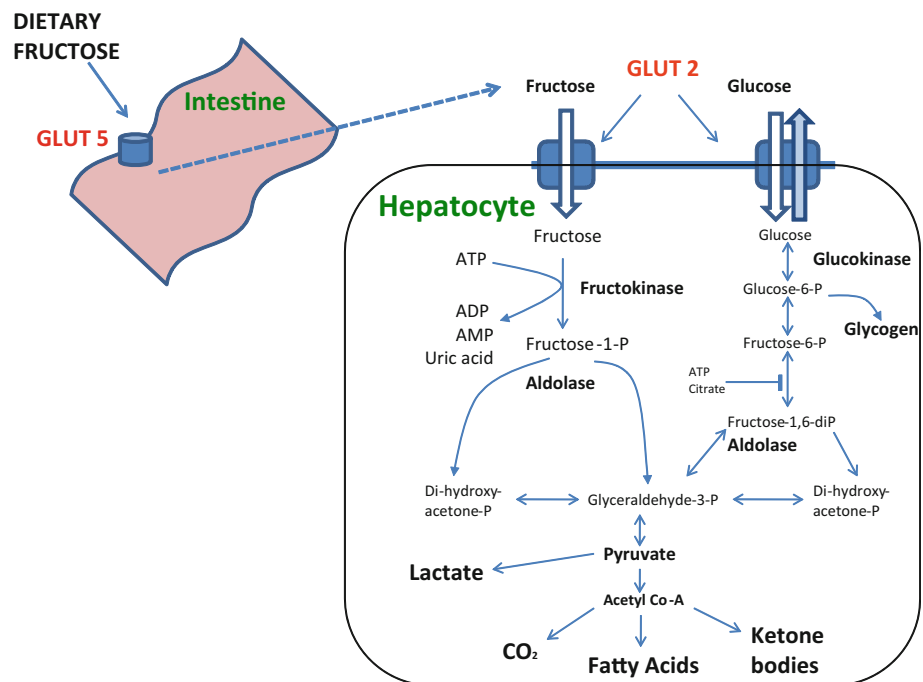 DIETARY
FRUCTOSE
Intestine
GLUT 5
GLUT 2
Fructose
Glucose
Hepatocyte
Fructose
Glucose
ATP
Fructokinase
ADP
AMP
Uric acid
Fructose-1-P
Aldolase
Glucokinase
Glucose-6-P
Glycogen
Fructose-6-P
ATP
Citrate
Fructose-1,6-diP
Aldolase
Di-hydroxy-
acetone-P
Glyceraldehyde-3-P
Di-hydroxy-
acetone-P
Pyruvate
Lactate
Acetyl Co-A
CO₂
Fatty Acids
Ketone
bodies